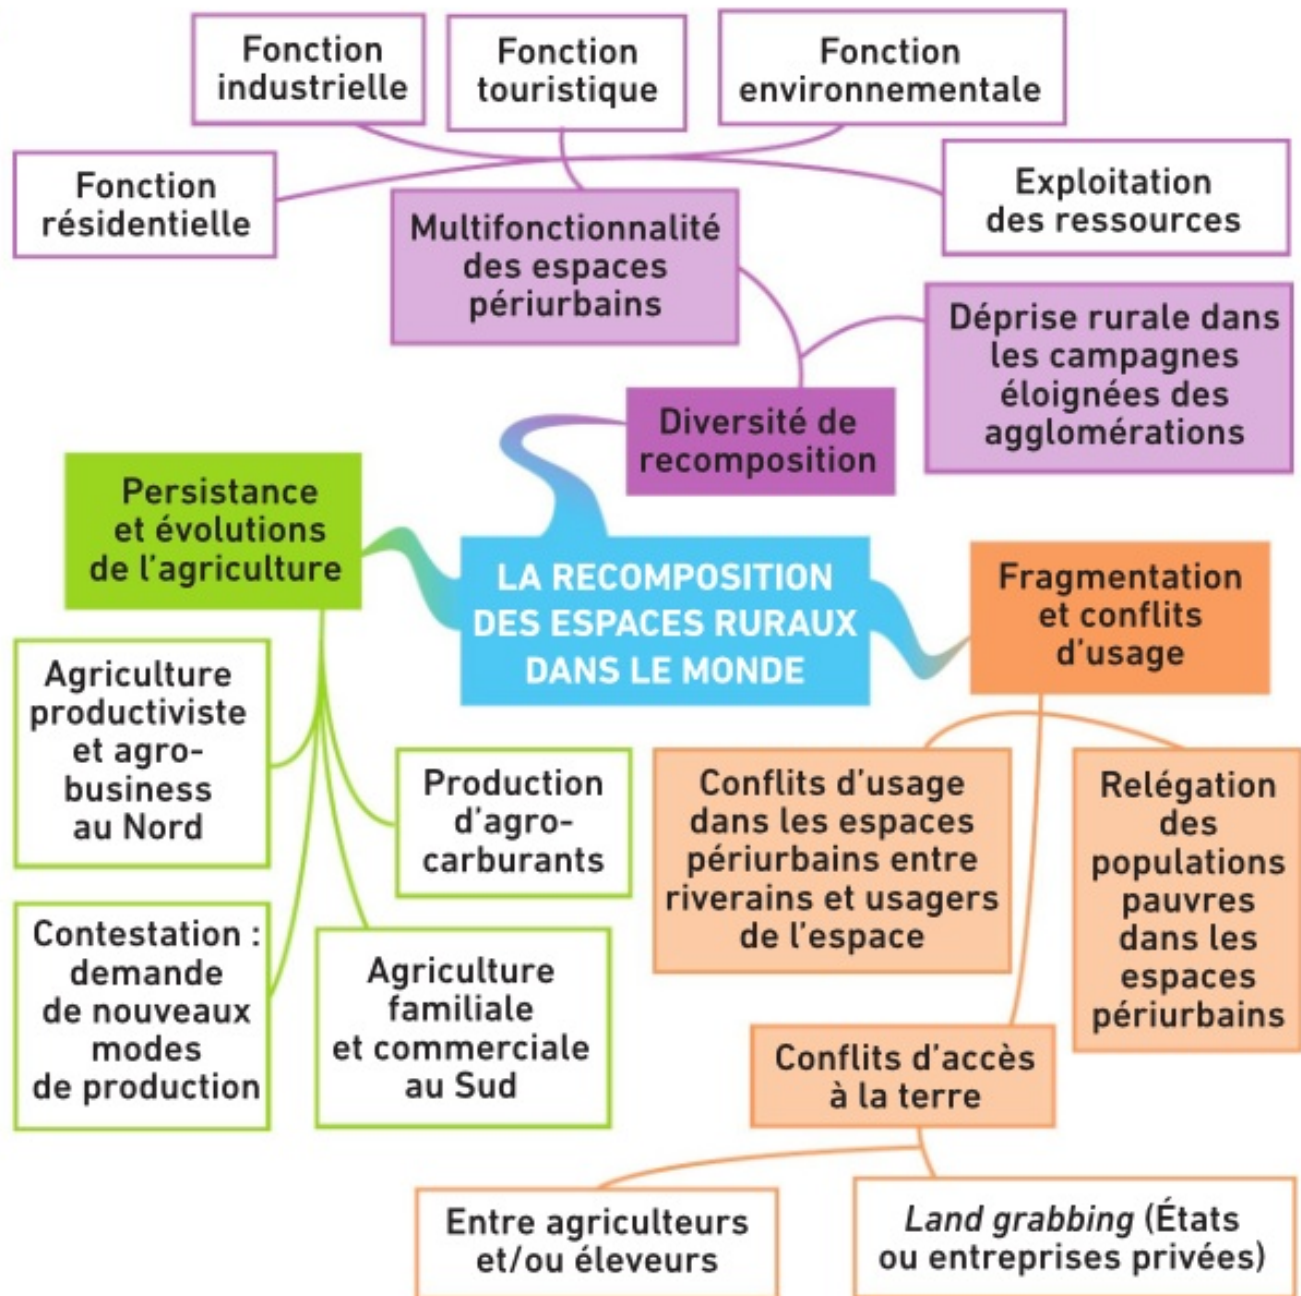 Fonction
industrielle
Fonction
touristique
Fonction
environnementale
Fonction
résidentielle
Exploitation
des ressources
Multifonctionnalité
des espaces
périurbains
Déprise rurale dans
les campagnes
éloignées des
agglomérations
Diversité de
recomposition
Persistance
et évolutions
de l'agriculture
LA RECOMPOSITION
DES ESPACES RURAUX
DANS LE MONDE
Fragmentation
et conflits
d'usage
Agriculture
productiviste
et agro-
business
au Nord
Production
d'agro-
carburants
Contestation :
demande
de nouveaux
modes
de production
Agriculture
familiale
et commerciale
au Sud
Conflits d'usage
dans les espaces
périurbains entre
riverains et usagers
de l'espace
Relégation
des
populations
pauvres
dans les
espaces
périurbains
Conflits d'accès
à la terre
Entre agriculteurs
et/ou éleveurs
Land grabbing (États
ou entreprises privées)